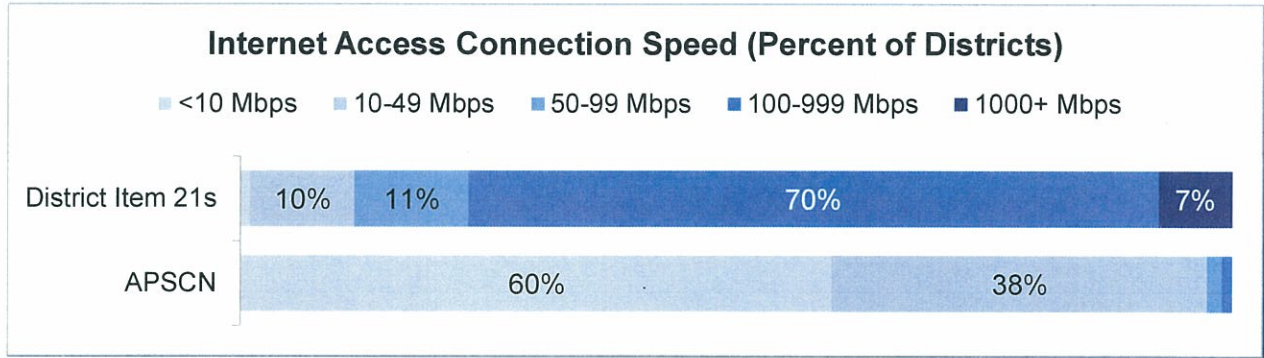 Internet Access Connection Speed (Percent of Districts)
<10 Mbps 10-49 Mbps 50-99 Mbps 100-999 Mbps 1000+ Mbps
District Item 21s 10% 11% 70% 7%
APSCN 60% 38%